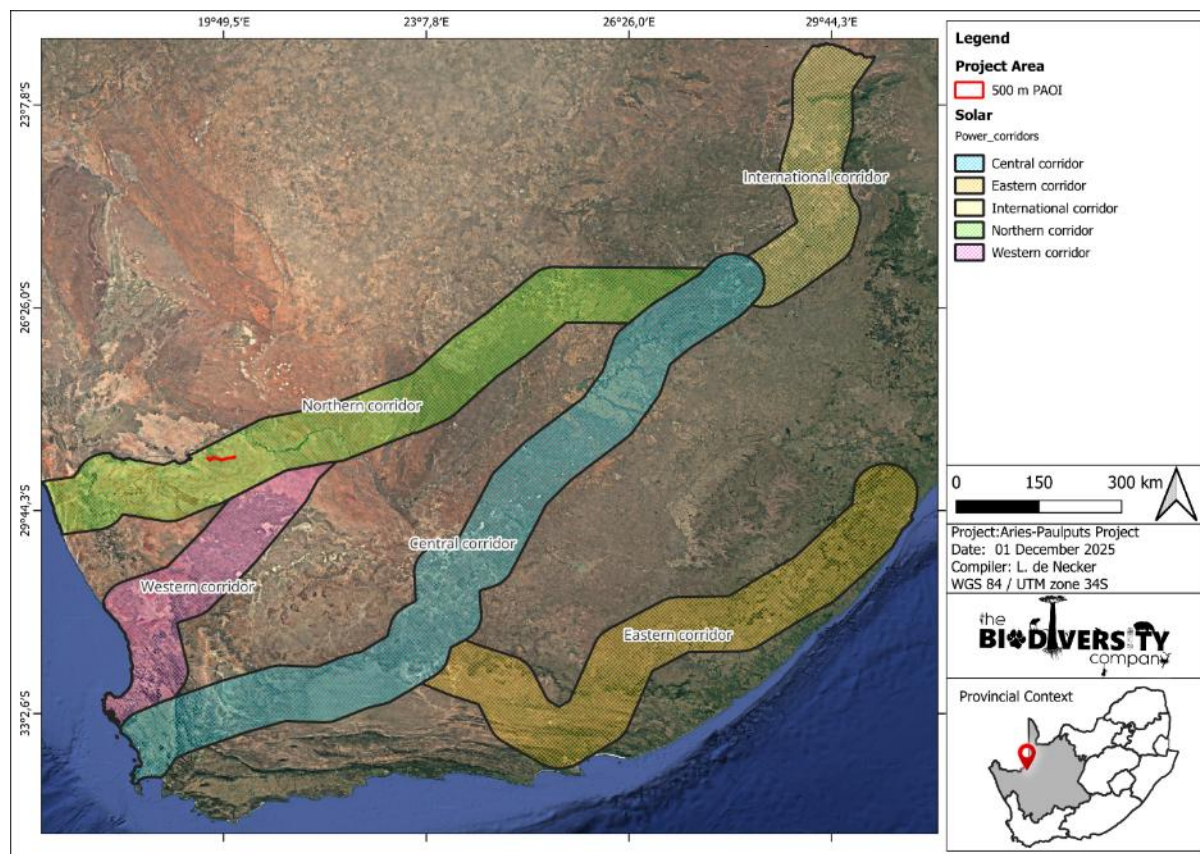 19°49,5'E
23°7,8'E
26°26,0'E
29°44,3'E
23°7,8'S
26°26,0'S
29°44,3'S
33°2,6'S
International corridor
Northern corridor
Central corridor
Western corridor
Eastern corridor
Legend
Project Area
500 m PAOI
Solar
Power_corridors
Central corridor
Eastern corridor
International corridor
Northern corridor
Western corridor
0 150 300 km
Project:Aries-Paulputs Project
Date: 01 December 2025
Compiler: L. de Necker
WGS 84 / UTM zone 34S
the
BIODIVERSITY
company
Provincial Context